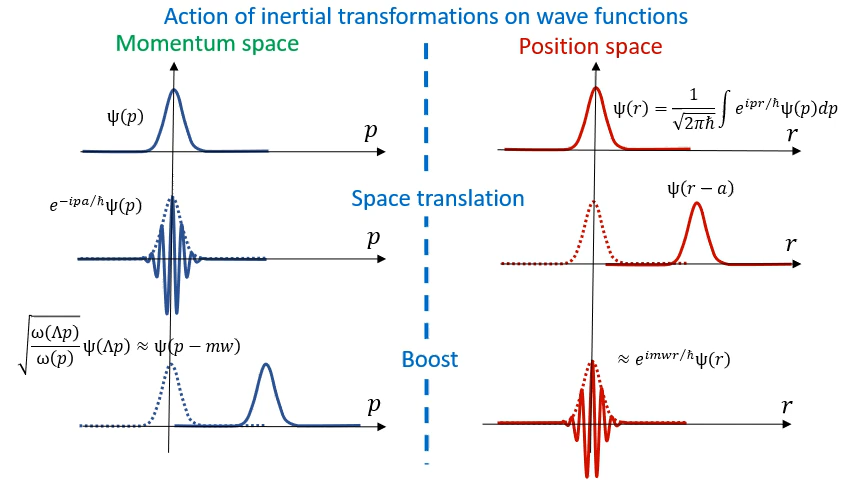 Action of inertial transformations on wave functions
Momentum space
Position space
ψ(p)
p
ψ(r) = 1/√2πħ ∫ e^{ipr/ħ}ψ(p)dp
r
Space translation
e^{-ipa/ħ}ψ(p)
p
ψ(r − a)
r
√ω(Λp)/ω(p) ψ(Λp) ≈ ψ(p − mw)
Boost
≈ e^{imwr/ħ}ψ(r)
p
r